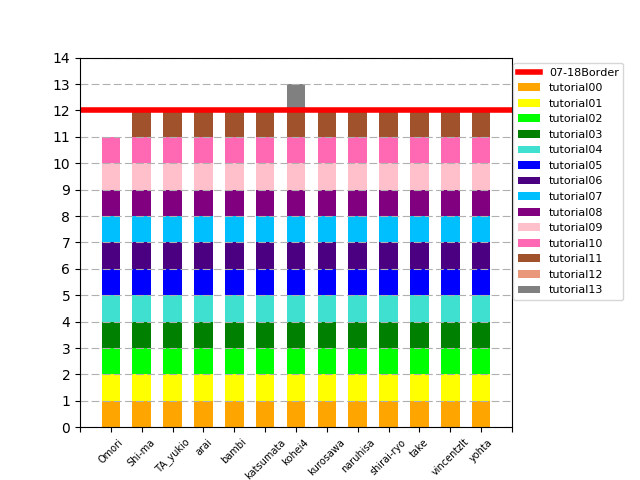 14
13
12
11
10
9
8
7
6
5
4
3
2
1
0
Omori
Shi-ma
TA_yukio
arai
bambi
katsumata
kohei4
kurosawa
naruhisa
shirai-ryo
take
vincentzlt
yohta
07-18Border
tutorial00
tutorial01
tutorial02
tutorial03
tutorial04
tutorial05
tutorial06
tutorial07
tutorial08
tutorial09
tutorial10
tutorial11
tutorial12
tutorial13